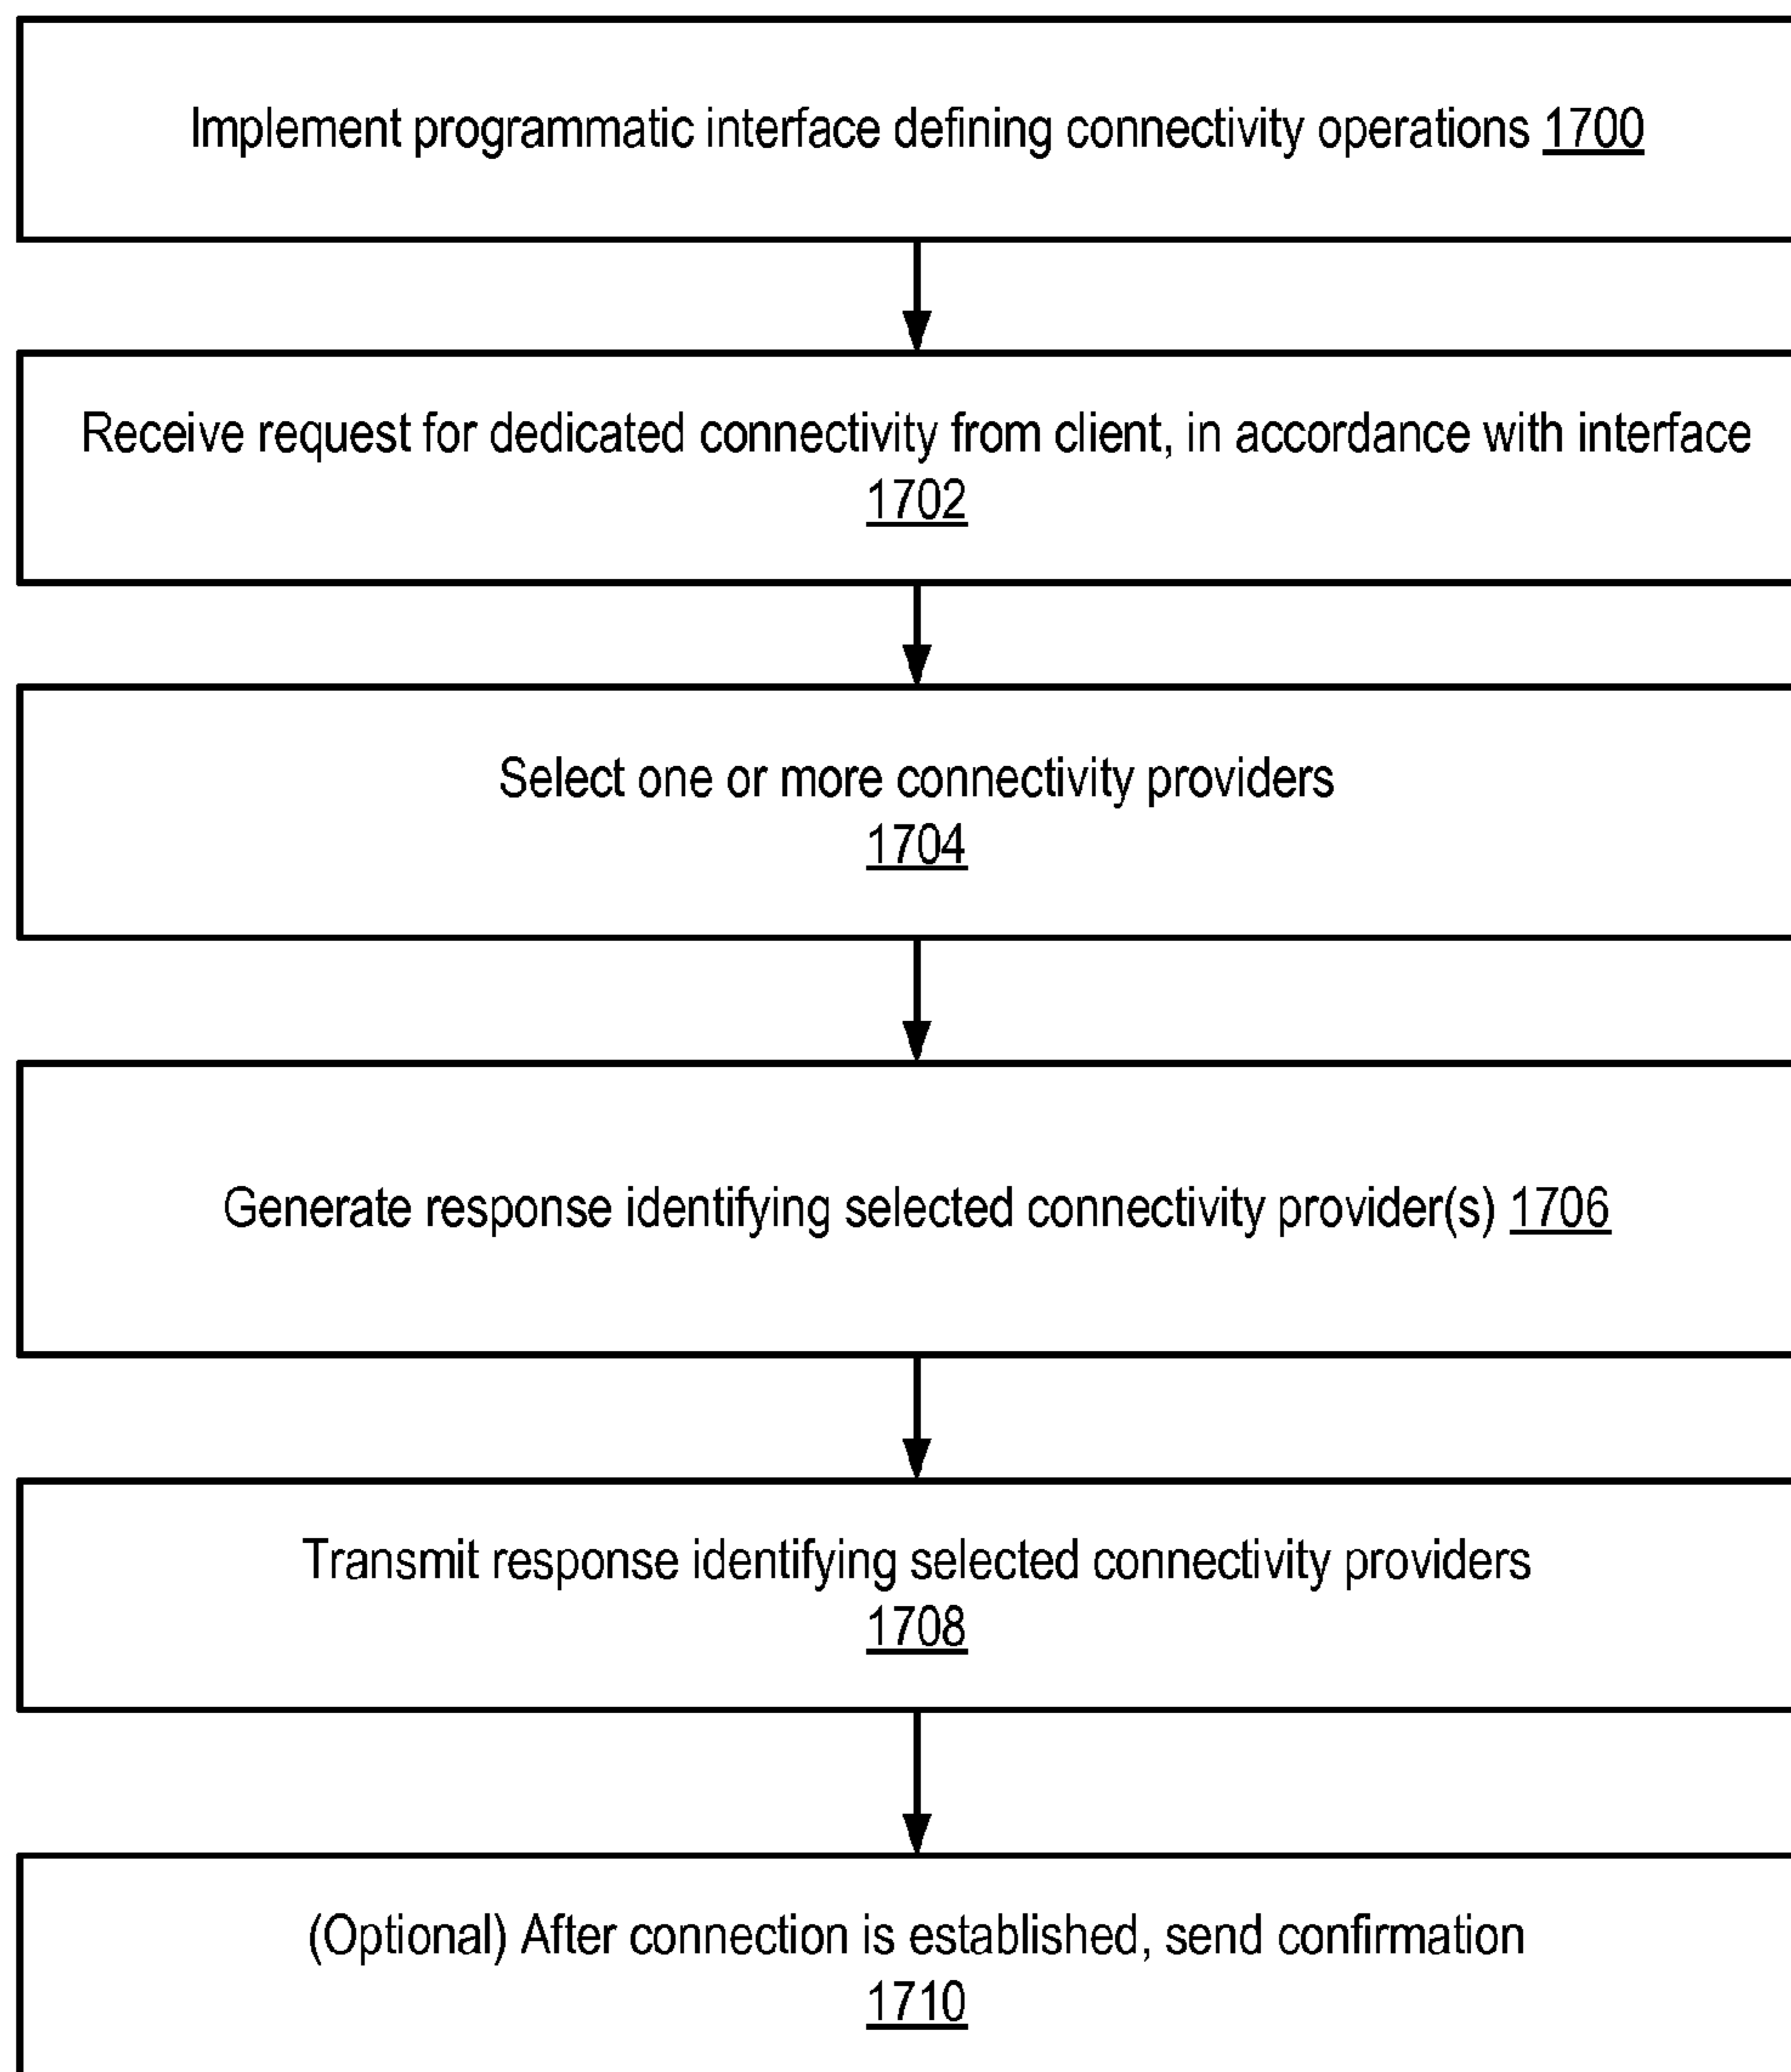 Implement programmatic interface defining connectivity operations 1700
Receive request for dedicated connectivity from client, in accordance with interface
1702
Select one or more connectivity providers
1704
Generate response identifying selected connectivity provider(s) 1706
Transmit response identifying selected connectivity providers
1708
(Optional) After connection is established, send confirmation
1710